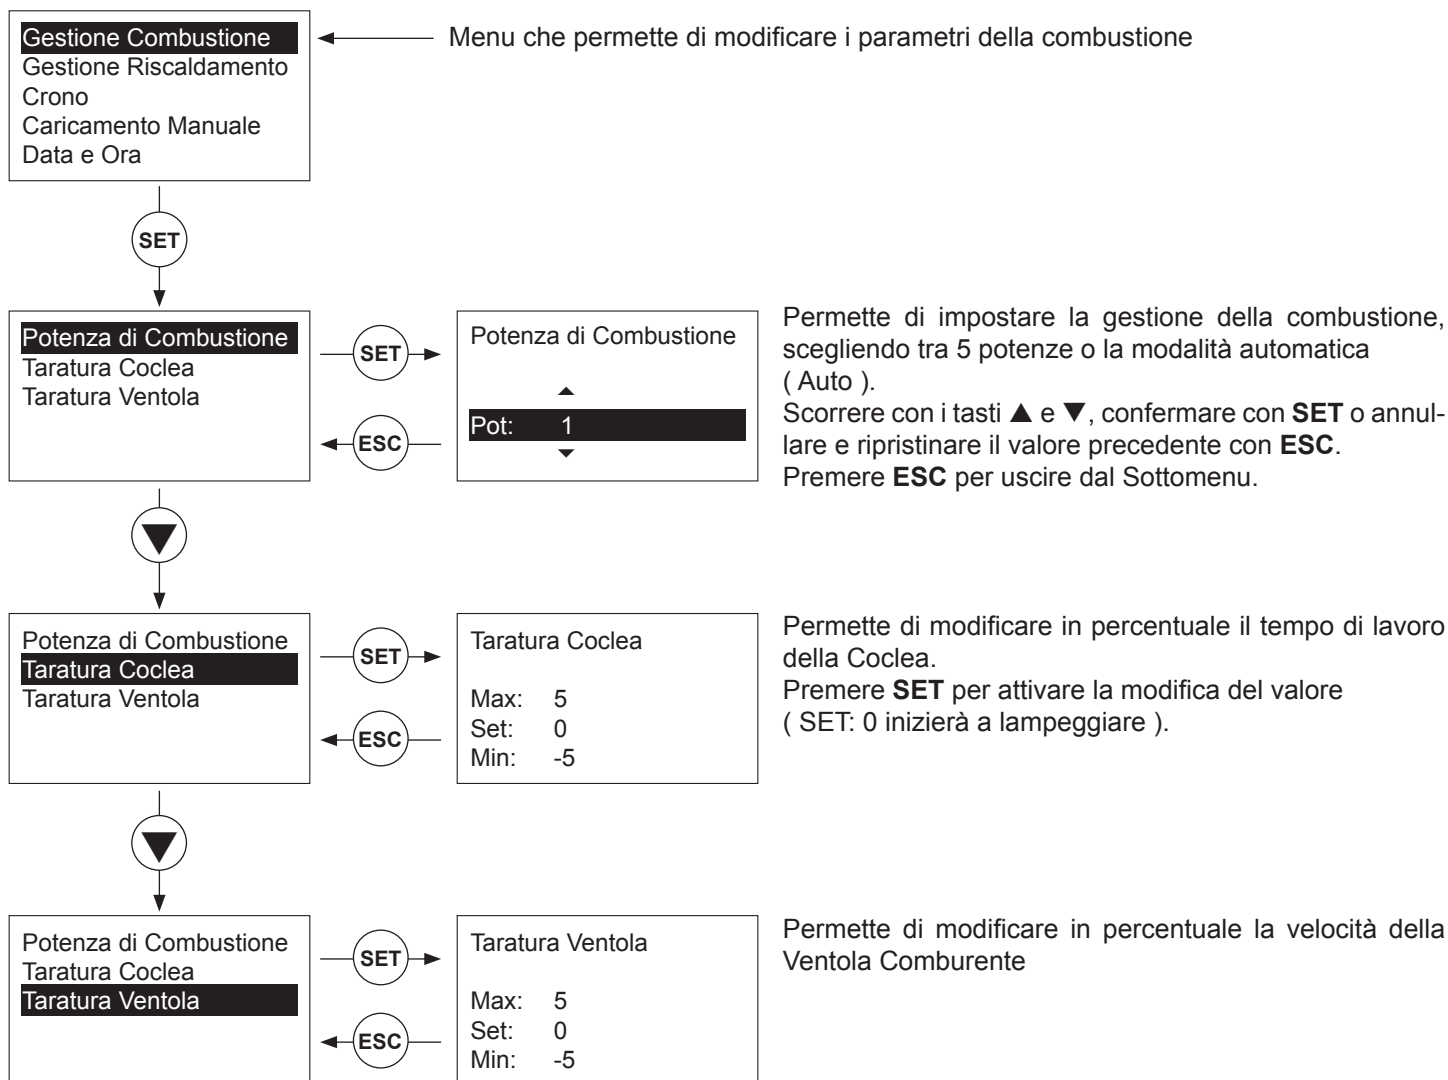 Gestione Combustione
Gestione Riscaldamento
Crono
Caricamento Manuale
Data e Ora
Menu che permette di modificare i parametri della combustione
SET
Potenza di Combustione
Taratura Coclea
Taratura Ventola
SET
ESC
Potenza di Combustione
Pot: 1
Permette di impostare la gestione della combustione,
scegliendo tra 5 potenze o la modalità automatica
( Auto ).
Scorrere con i tasti ▲ e ▼, confermare con SET o annul-
lare e ripristinare il valore precedente con ESC.
Premere ESC per uscire dal Sottomenu.
Potenza di Combustione
Taratura Coclea
Taratura Ventola
SET
ESC
Taratura Coclea
Max: 5
Set: 0
Min: -5
Permette di modificare in percentuale il tempo di lavoro
della Coclea.
Premere SET per attivare la modifica del valore
( SET: 0 inizierà a lampeggiare ).
Potenza di Combustione
Taratura Coclea
Taratura Ventola
SET
ESC
Taratura Ventola
Max: 5
Set: 0
Min: -5
Permette di modificare in percentuale la velocità della
Ventola Comburente